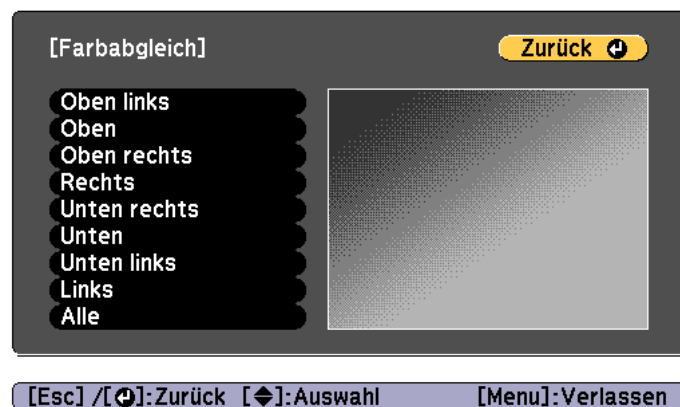 [Farbabgleich]
Zurück
Oben links
Oben
Oben rechts
Rechts
Unten rechts
Unten
Unten links
Links
Alle
[Esc] /[⏎]:Zurück [◆]:Auswahl [Menu]:Verlassen